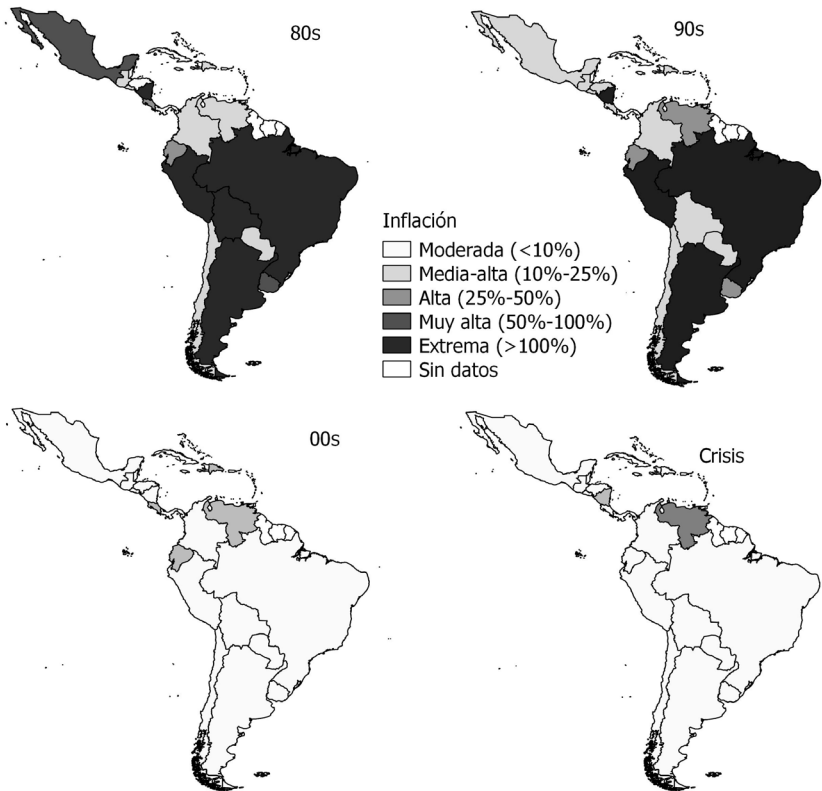 80s
90s
Inflación
Moderada (<10%)
Media-alta (10%-25%)
Alta (25%-50%)
Muy alta (50%-100%)
Extrema (>100%)
Sin datos
00s
Crisis